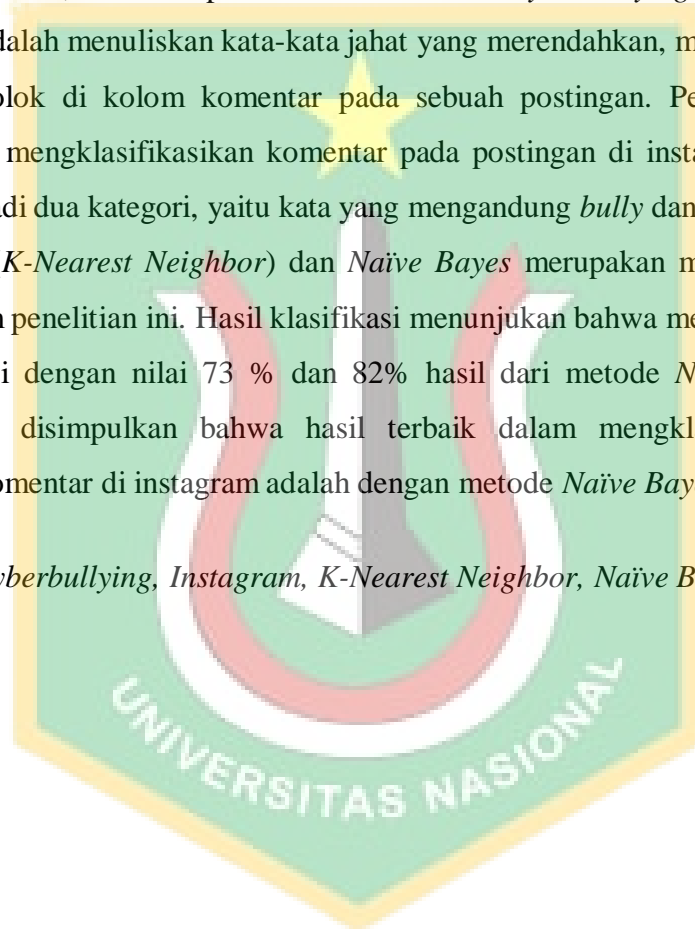 dalah menuliskan kata-kata jahat yang merendahkan, m
olok di kolom komentar pada sebuah postingan. Pe
mengklasifikasikan komentar pada postingan di insta
adi dua kategori, yaitu kata yang mengandung bully dan
K-Nearest Neighbor) dan Naïve Bayes merupakan m
n penelitian ini. Hasil klasifikasi menunjukan bahwa me
i dengan nilai 73 % dan 82% hasil dari metode N
disimpulkan bahwa hasil terbaik dalam mengkl
omentar di instagram adalah dengan metode Naïve Bay
yberbullying, Instagram, K-Nearest Neighbor, Naïve B
UNIVERSITAS NASIONAL